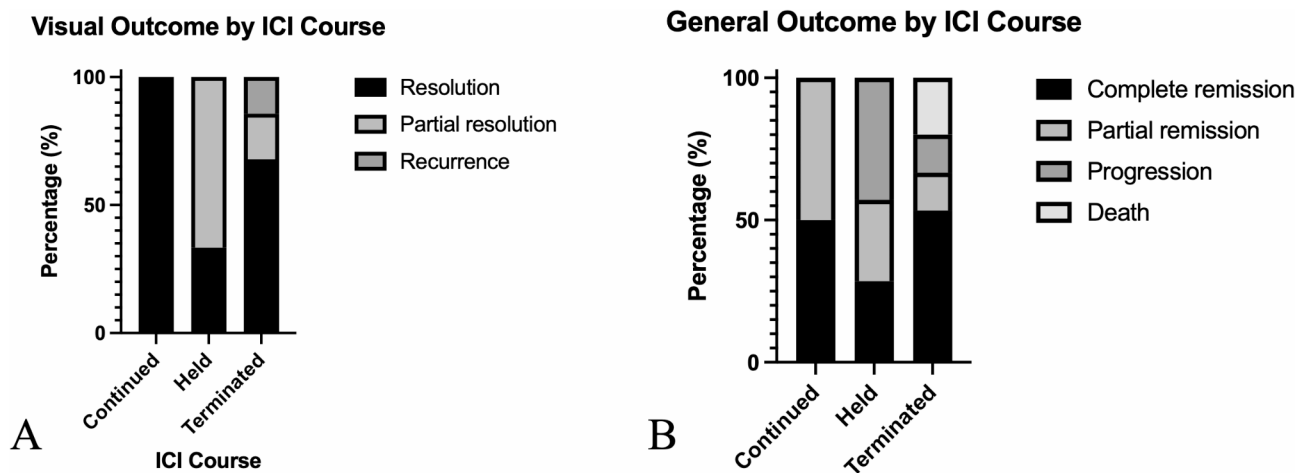 Visual Outcome by ICI Course
100
50
0
Percentage (%)
Continued
Held
Terminated
ICI Course
Resolution
Partial resolution
Recurrence
A
General Outcome by ICI Course
100
50
0
Percentage (%)
Continued
Held
Terminated
Complete remission
Partial remission
Progression
Death
B